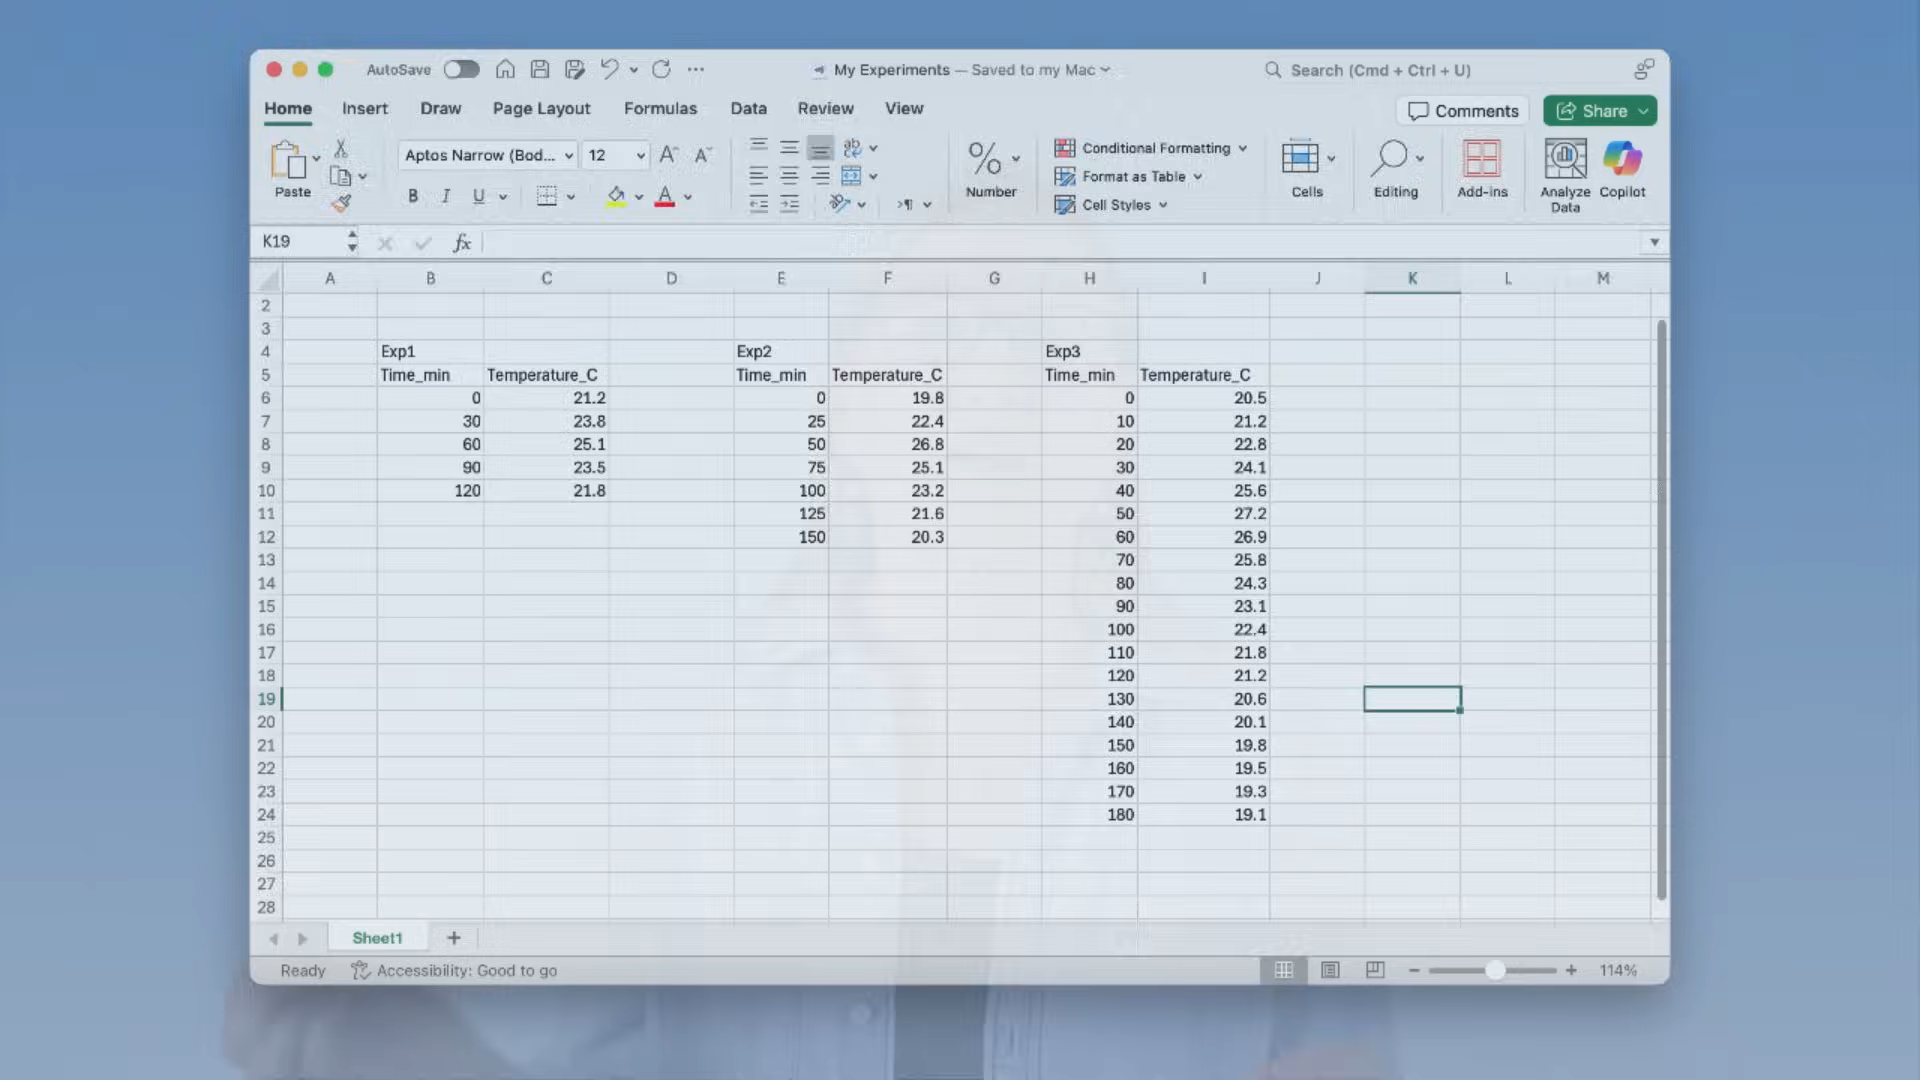 AutoSave My Experiments — Saved to my Mac Search (Cmd + Ctrl + U)
Home Insert Draw Page Layout Formulas Data Review View Comments Share
Paste Aptos Narrow (Bod... 12 Number Conditional Formatting Format as Table Cell Styles Cells Editing Add-ins Analyze Data Copilot
B I U
K19 fx
A B C D E F G H I J K L M
2
3
4 Exp1 Exp2 Exp3
5 Time_min Temperature_C Time_min Temperature_C Time_min Temperature_C
6 0 21.2 0 19.8 0 20.5
7 30 23.8 25 22.4 10 21.2
8 60 25.1 50 26.8 20 22.8
9 90 23.5 75 25.1 30 24.1
10 120 21.8 100 23.2 40 25.6
11 125 21.6 50 27.2
12 150 20.3 60 26.9
13 70 25.8
14 80 24.3
15 90 23.1
16 100 22.4
17 110 21.8
18 120 21.2
19 130 20.6
20 140 20.1
21 150 19.8
22 160 19.5
23 170 19.3
24 180 19.1
25
26
27
28
Sheet1
Ready Accessibility: Good to go 114%